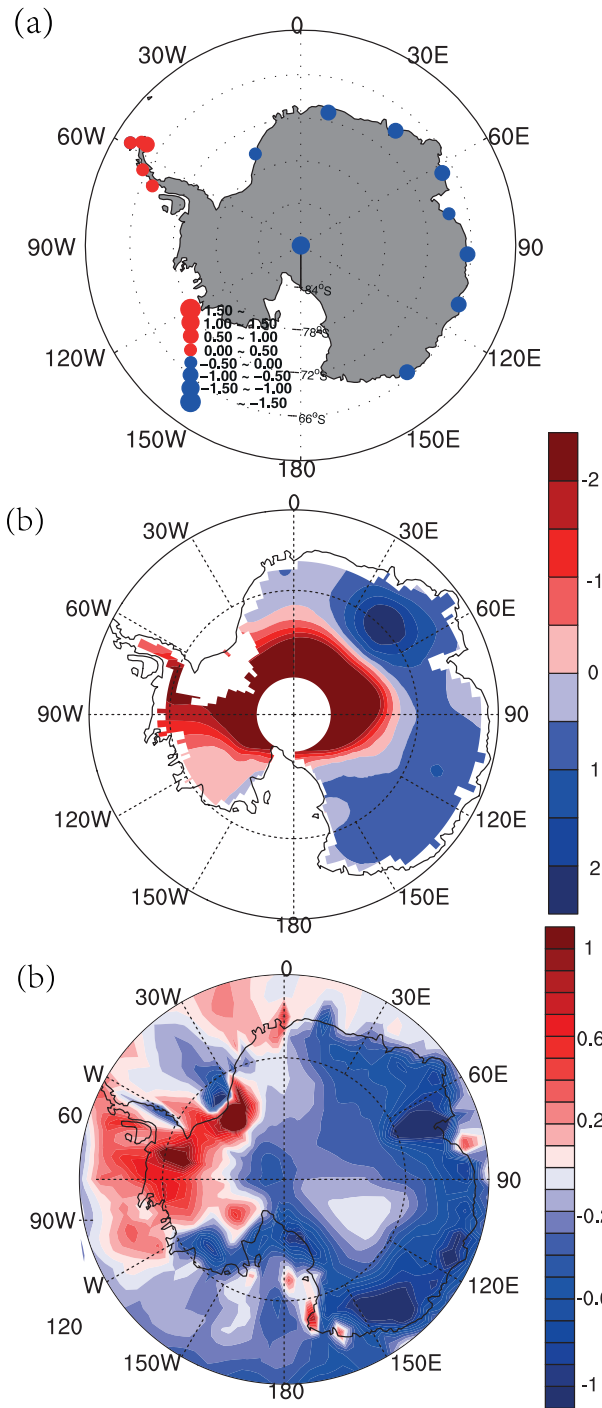 (a)
0
30W
30E
60W
60E
90W
90
84°S
1.50 ~
1.00 ~ 1.50
78°S
0.50 ~ 1.00
0.00 ~ 0.50
−0.50 ~ 0.00
−1.00 ~ −0.50
72°S
−1.50 ~ −1.00
~ −1.50
66°S
120W
120E
150W
150E
180
(b)
0
30W
30E
60W
60E
90W
90
120W
120E
150W
150E
180
-2
-1
0
1
2
(b)
0
30W
30E
W
60E
60
90
90W
W
120E
120
150W
150E
180
1
0.6
0.2
-0.2
-0.6
-1